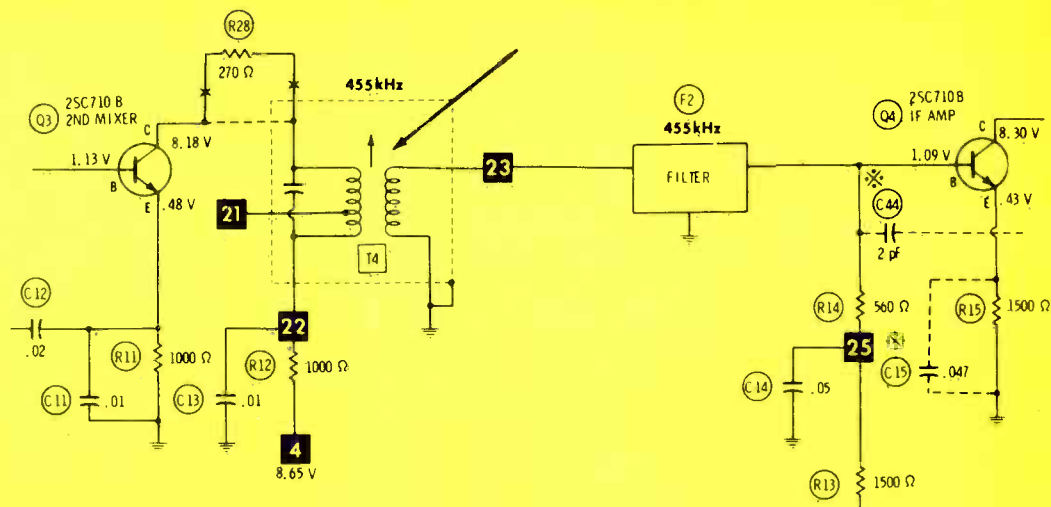 R28
270 Ω
455kHz
Q3
2SC710 B
2ND MIXER
C
8.18 V
1.13 V
B
E
.48 V
21
T4
23
F2
455kHz
FILTER
Q4
2SC710B
IF AMP
C
8.30 V
1.09 V
B
E
.43 V
※
C44
2 pF
C12
.02
C11
.01
R11
1000 Ω
22
C13
.01
R12
1000 Ω
4
8.65 V
R14
560 Ω
25
C14
.05
R15
1500 Ω
C15
.047
R13
1500 Ω